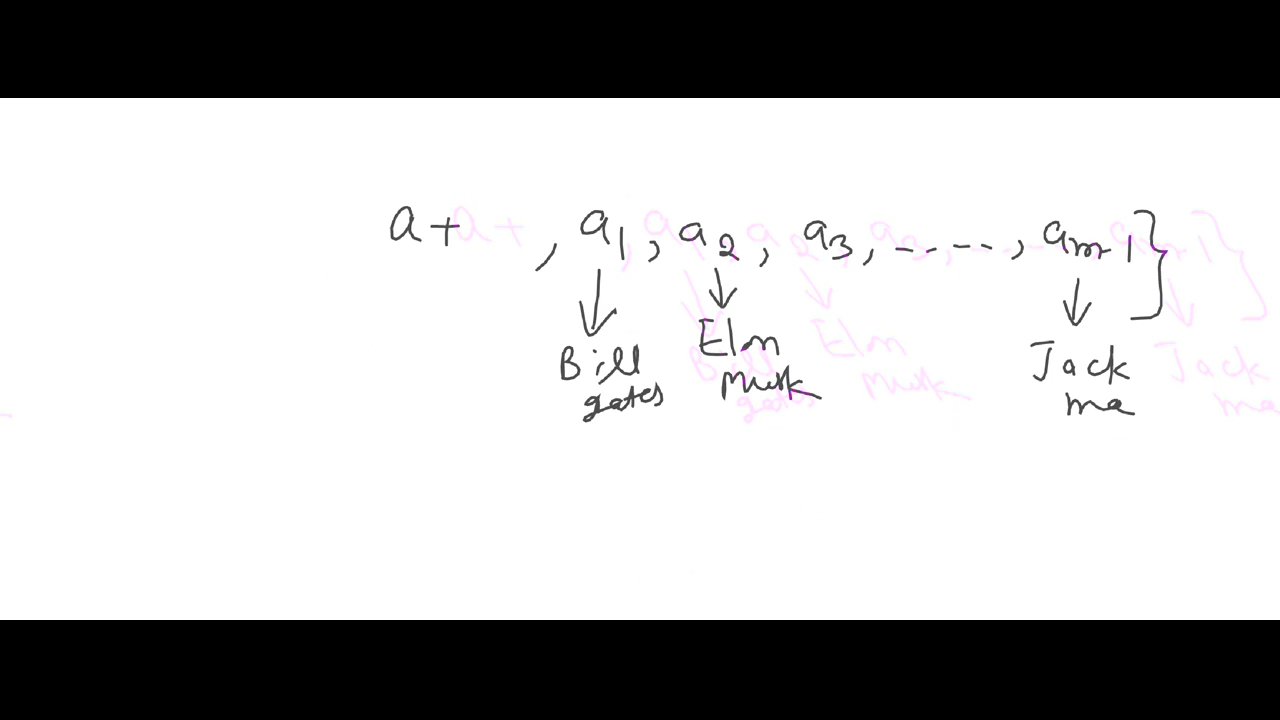 a+ , a1, a2, a3, ....., am-1}
Bill Elon Jack
gates Musk ma